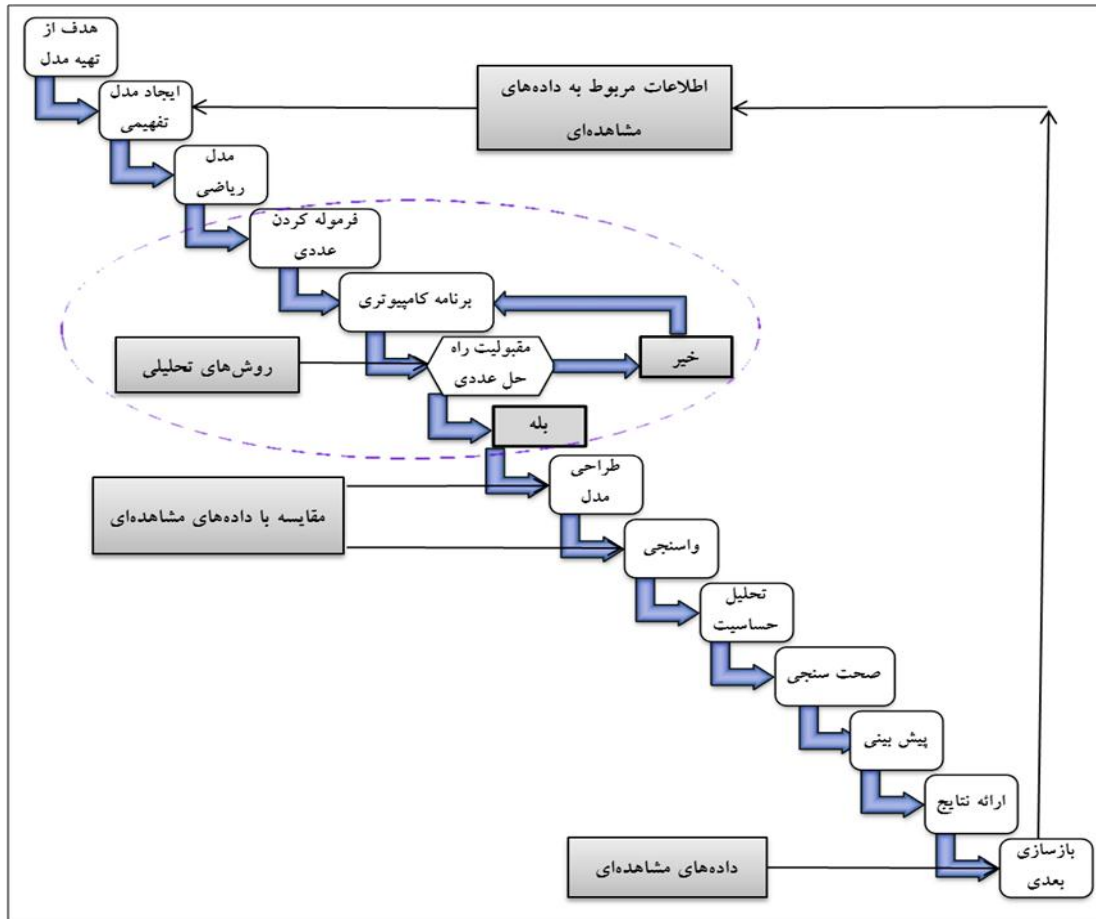 هدف از
تهیه مدل
ایجاد مدل
تفهیمی
اطلاعات مربوط به داده‌های
مشاهده‌ای
مدل
ریاضی
فرموله کردن
عددی
برنامه کامپیوتری
روش‌های تحلیلی
مقبولیت راه
حل عددی
خیر
بله
طراحی
مدل
مقایسه با داده‌های مشاهده‌ای
واسنجی
تحلیل
حساسیت
صحت سنجی
پیش بینی
ارائه نتایج
داده‌های مشاهده‌ای
بازسازی
بعدی